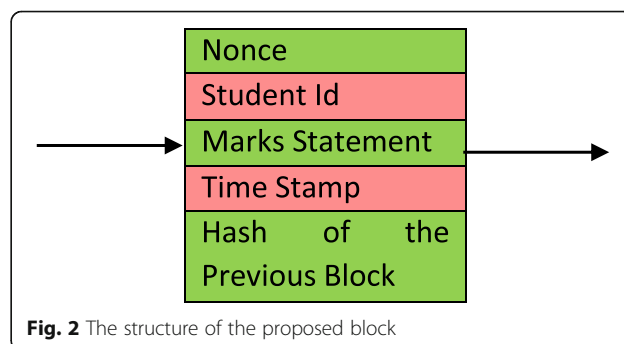 Nonce
Student Id
Marks Statement
Time Stamp
Hash of the
Previous Block
Fig. 2 The structure of the proposed block